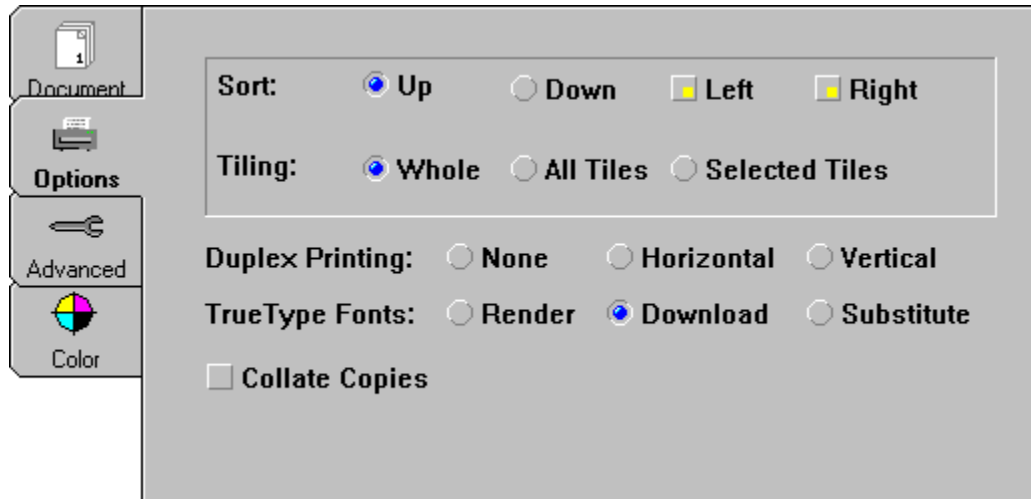 1
Document
Options
Advanced
Color
Sort: Up Down Left Right
Tiling: Whole All Tiles Selected Tiles
Duplex Printing: None Horizontal Vertical
TrueType Fonts: Render Download Substitute
Collate Copies